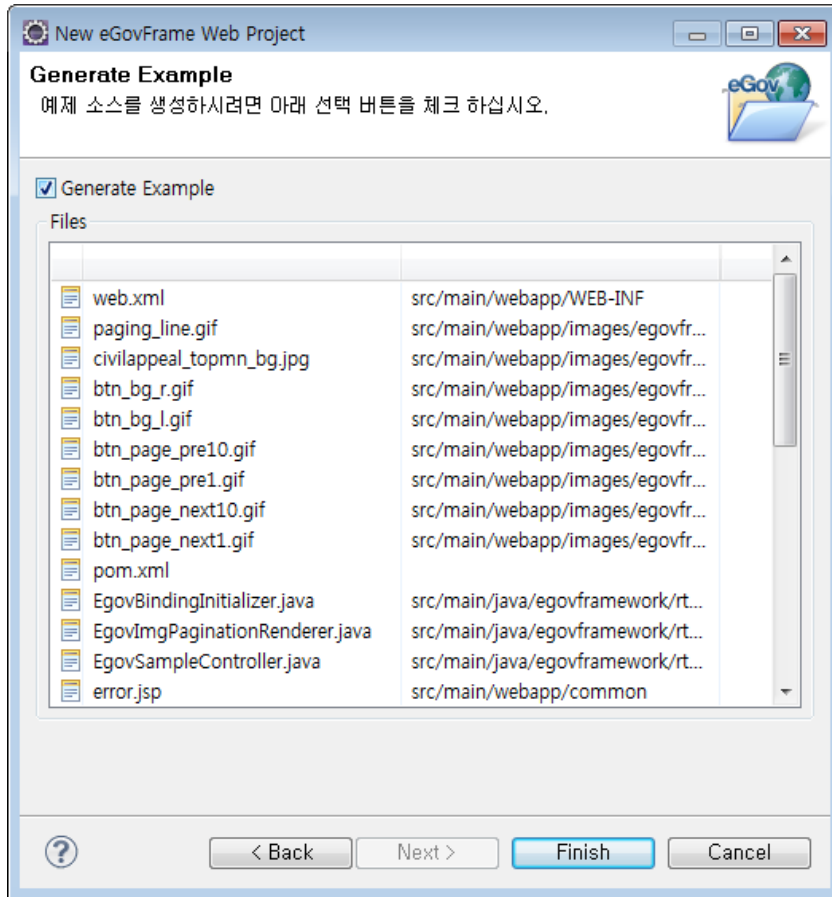 New eGovFrame Web Project
Generate Example
예제 소스를 생성하시려면 아래 선택 버튼을 체크 하십시오.
eGov
Generate Example
Files
web.xml src/main/webapp/WEB-INF
paging_line.gif src/main/webapp/images/egovfr...
civilappeal_topmn_bg.jpg src/main/webapp/images/egovfr...
btn_bg_r.gif src/main/webapp/images/egovfr...
btn_bg_l.gif src/main/webapp/images/egovfr...
btn_page_pre10.gif src/main/webapp/images/egovfr...
btn_page_pre1.gif src/main/webapp/images/egovfr...
btn_page_next10.gif src/main/webapp/images/egovfr...
btn_page_next1.gif src/main/webapp/images/egovfr...
pom.xml
EgovBindingInitializer.java src/main/java/egovframework/rt...
EgovImgPaginationRenderer.java src/main/java/egovframework/rt...
EgovSampleController.java src/main/java/egovframework/rt...
error.jsp src/main/webapp/common
? < Back Next > Finish Cancel